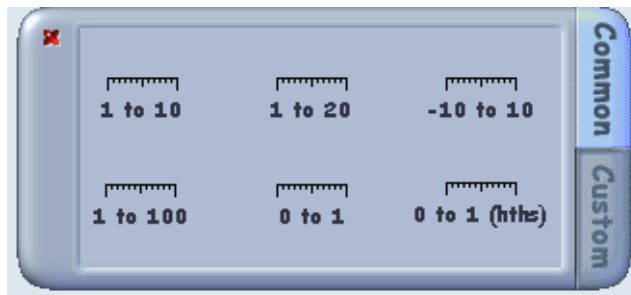 1 to 10
1 to 20
-10 to 10
1 to 100
0 to 1
0 to 1 (hths)
Common
Custom